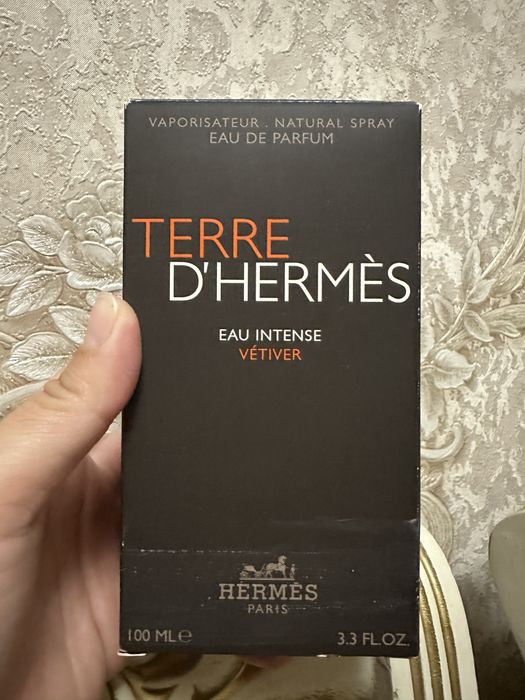 VAPORISATEUR . NATURAL SPRAY
EAU DE PARFUM
TERRE
D'HERMÈS
EAU INTENSE
VÉTIVER
HERMÈS
PARIS
100 ML℮ 3.3 FL.OZ.